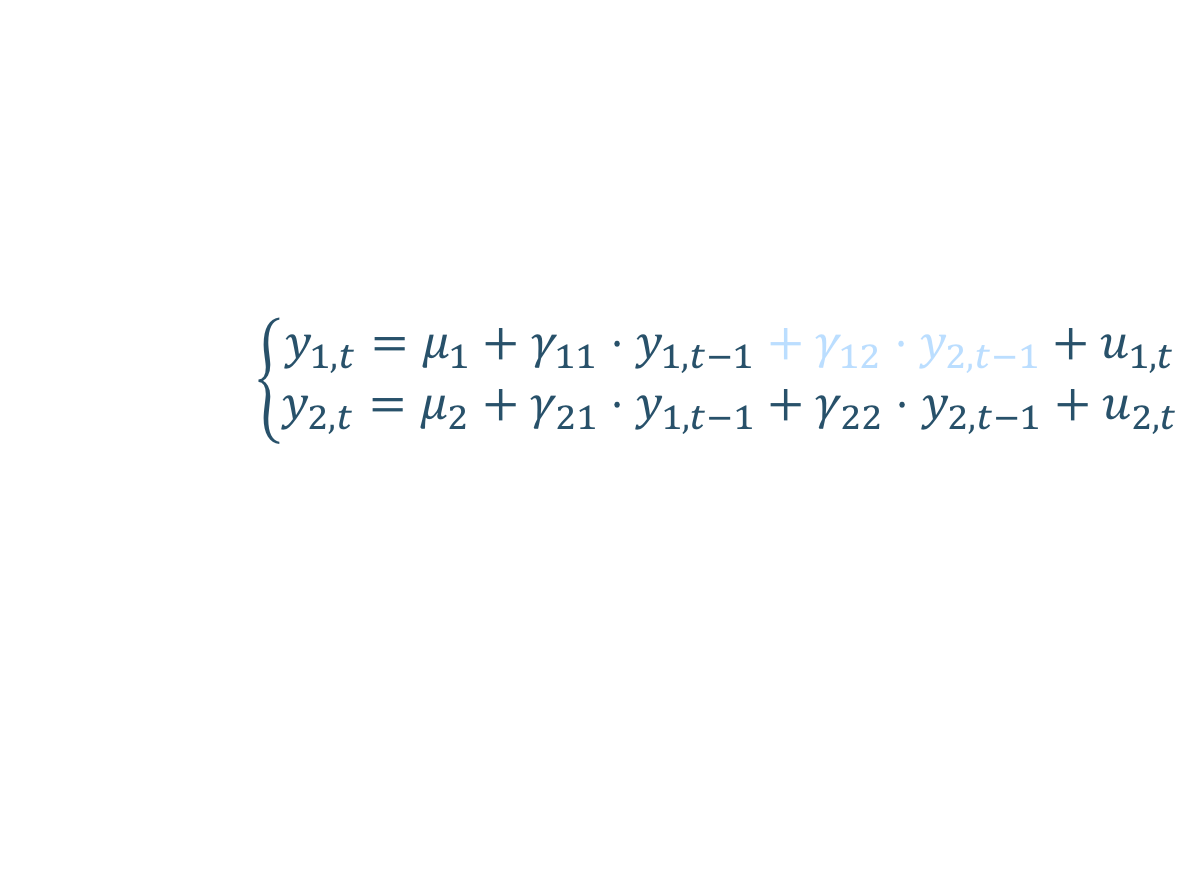 y₁,ₜ = μ₁ + γ₁₁ · y₁,ₜ₋₁ + γ₁₂ · y₂,ₜ₋₁ + u₁,ₜ
y₂,ₜ = μ₂ + γ₂₁ · y₁,ₜ₋₁ + γ₂₂ · y₂,ₜ₋₁ + u₂,ₜ